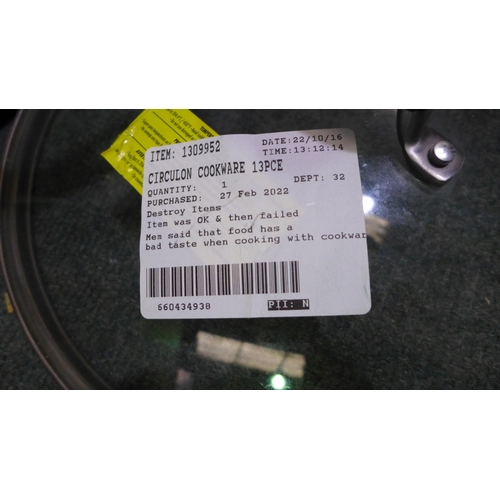 ITEM: 1309952
DATE:22/10/16
TIME:13:12:14
CIRCULON COOKWARE 13PCE
QUANTITY: 1
DEPT: 32
PURCHASED: 27 Feb 2022
Destroy Items
Item was OK & then failed
Mem said that food has a
bad taste when cooking with cookwar
660434938
PII: N